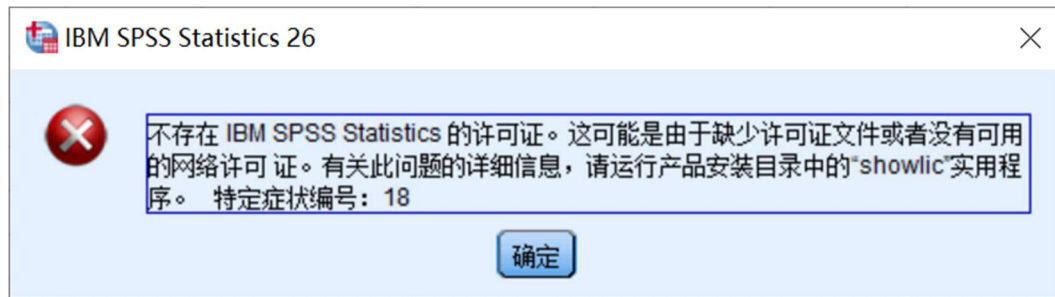 IBM SPSS Statistics 26
不存在 IBM SPSS Statistics 的许可证。这可能是由于缺少许可证文件或者没有可用
的网络许可 证。有关此问题的详细信息，请运行产品安装目录中的“showlic”实用程
序。 特定症状编号：18
确定